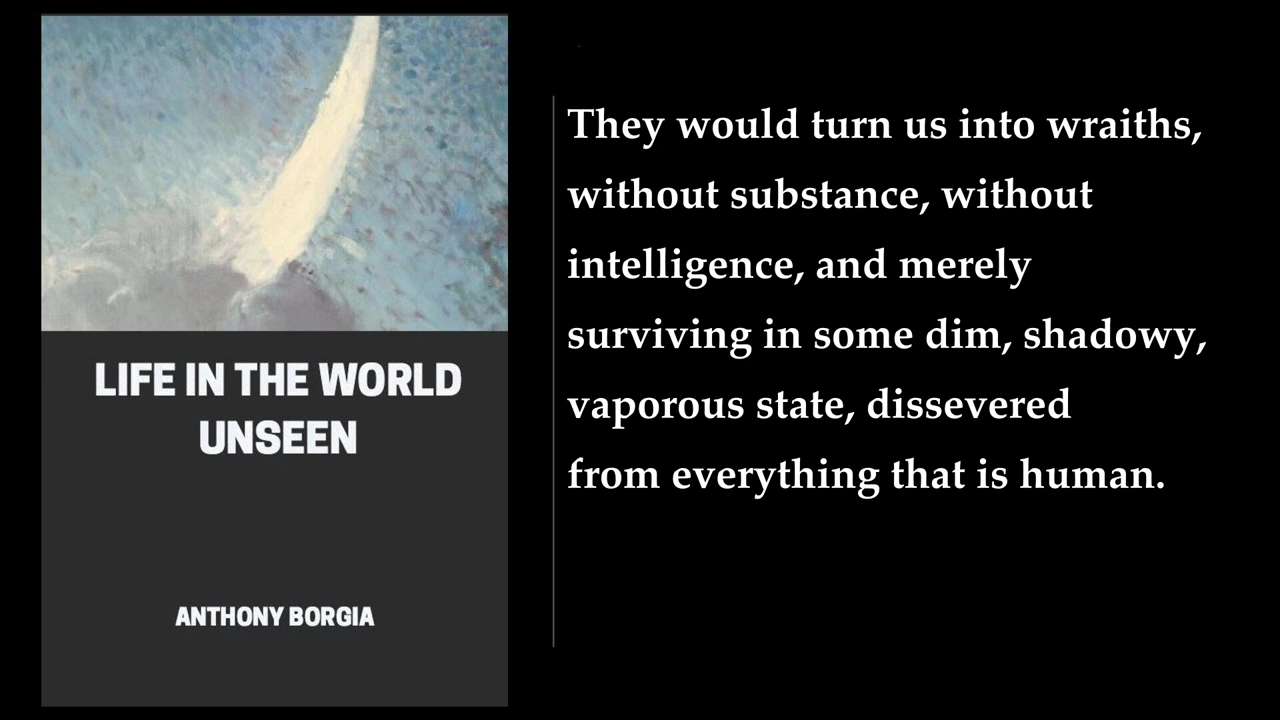 LIFE IN THE WORLD
UNSEEN
ANTHONY BORGIA
They would turn us into wraiths,
without substance, without
intelligence, and merely
surviving in some dim, shadowy,
vaporous state, dissevered
from everything that is human.